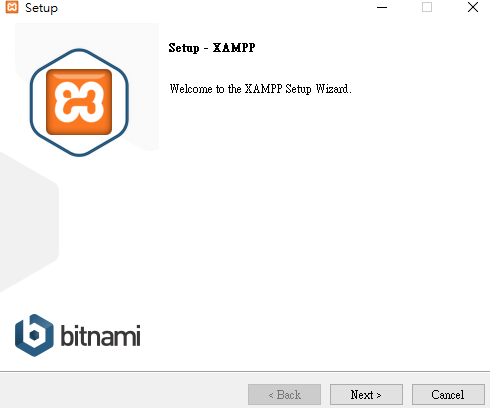 Setup
Setup - XAMPP
Welcome to the XAMPP Setup Wizard.
bitnami
< Back
Next >
Cancel